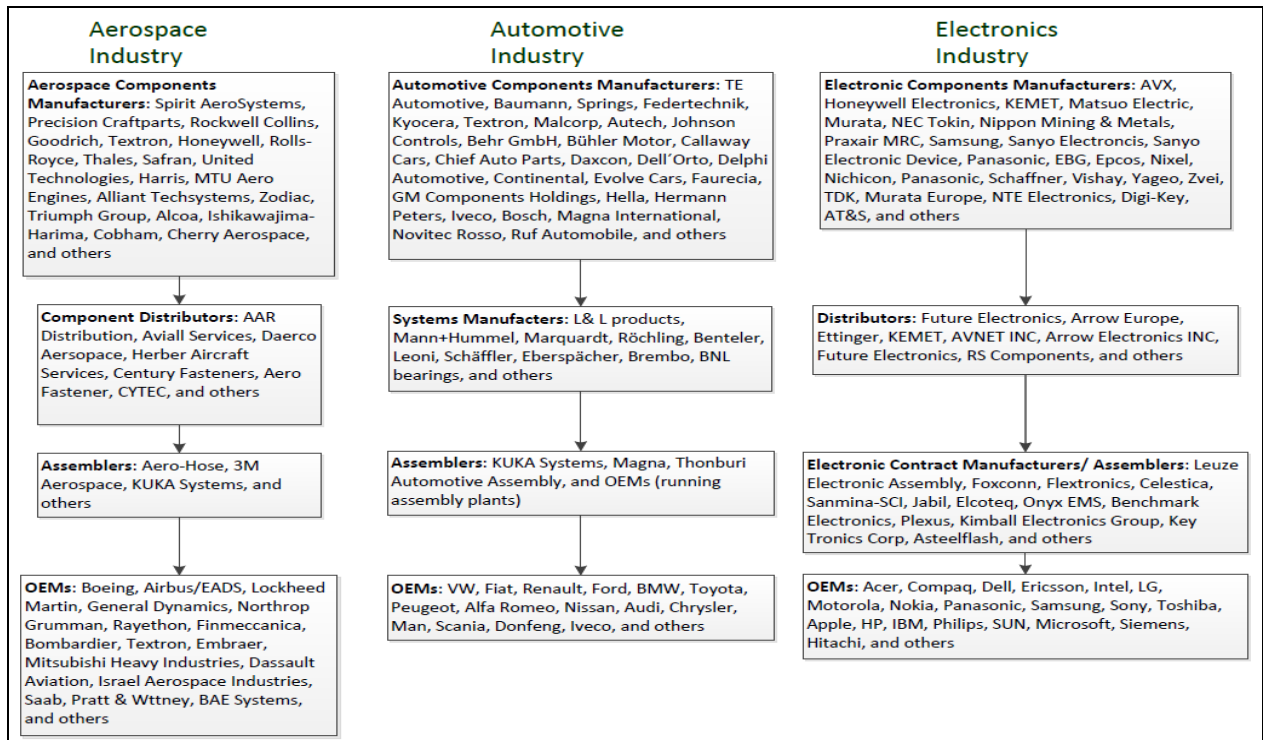 Aerospace
Industry
Aerospace Components
Manufacturers: Spirit AeroSystems,
Precision Craftparts, Rockwell Collins,
Goodrich, Textron, Honeywell, Rolls-
Royce, Thales, Safran, United
Technologies, Harris, MTU Aero
Engines, Alliant Techsystems, Zodiac,
Triumph Group, Alcoa, Ishikawajima-
Harima, Cobham, Cherry Aerospace,
and others
Component Distributors: AAR
Distribution, Aviall Services, Daerco
Aersopace, Herber Aircraft
Services, Century Fasteners, Aero
Fastener, CYTEC, and others
Assemblers: Aero-Hose, 3M
Aerospace, KUKA Systems, and
others
OEMs: Boeing, Airbus/EADS, Lockheed
Martin, General Dynamics, Northrop
Grumman, Rayethon, Finmeccanica,
Bombardier, Textron, Embraer,
Mitsubishi Heavy Industries, Dassault
Aviation, Israel Aerospace Industries,
Saab, Pratt & Wttney, BAE Systems,
and others
Automotive
Industry
Automotive Components Manufacturers: TE
Automotive, Baumann, Springs, Federtechnik,
Kyocera, Textron, Malcorp, Autech, Johnson
Controls, Behr GmbH, Bühler Motor, Callaway
Cars, Chief Auto Parts, Daxcon, Dell´Orto, Delphi
Automotive, Continental, Evolve Cars, Faurecia,
GM Components Holdings, Hella, Hermann
Peters, Iveco, Bosch, Magna International,
Novitec Rosso, Ruf Automobile, and others
Systems Manufacters: L& L products,
Mann+Hummel, Marquardt, Röchling, Benteler,
Leoni, Schäffler, Eberspächer, Brembo, BNL
bearings, and others
Assemblers: KUKA Systems, Magna, Thonburi
Automotive Assembly, and OEMs (running
assembly plants)
OEMs: VW, Fiat, Renault, Ford, BMW, Toyota,
Peugeot, Alfa Romeo, Nissan, Audi, Chrysler,
Man, Scania, Donfeng, Iveco, and others
Electronics
Industry
Electronic Components Manufacturers: AVX,
Honeywell Electronics, KEMET, Matsuo Electric,
Murata, NEC Tokin, Nippon Mining & Metals,
Praxair MRC, Samsung, Sanyo Electroncis, Sanyo
Electronic Device, Panasonic, EBG, Epcos, Nixel,
Nichicon, Panasonic, Schaffner, Vishay, Yageo, Zvei,
TDK, Murata Europe, NTE Electronics, Digi-Key,
AT&S, and others
Distributors: Future Electronics, Arrow Europe,
Ettinger, KEMET, AVNET INC, Arrow Electronics INC,
Future Electronics, RS Components, and others
Electronic Contract Manufacturers/ Assemblers: Leuze
Electronic Assembly, Foxconn, Flextronics, Celestica,
Sanmina-SCI, Jabil, Elcoteq, Onyx EMS, Benchmark
Electronics, Plexus, Kimball Electronics Group, Key
Tronics Corp, Asteelflash, and others
OEMs: Acer, Compaq, Dell, Ericsson, Intel, LG,
Motorola, Nokia, Panasonic, Samsung, Sony, Toshiba,
Apple, HP, IBM, Philips, SUN, Microsoft, Siemens,
Hitachi, and others